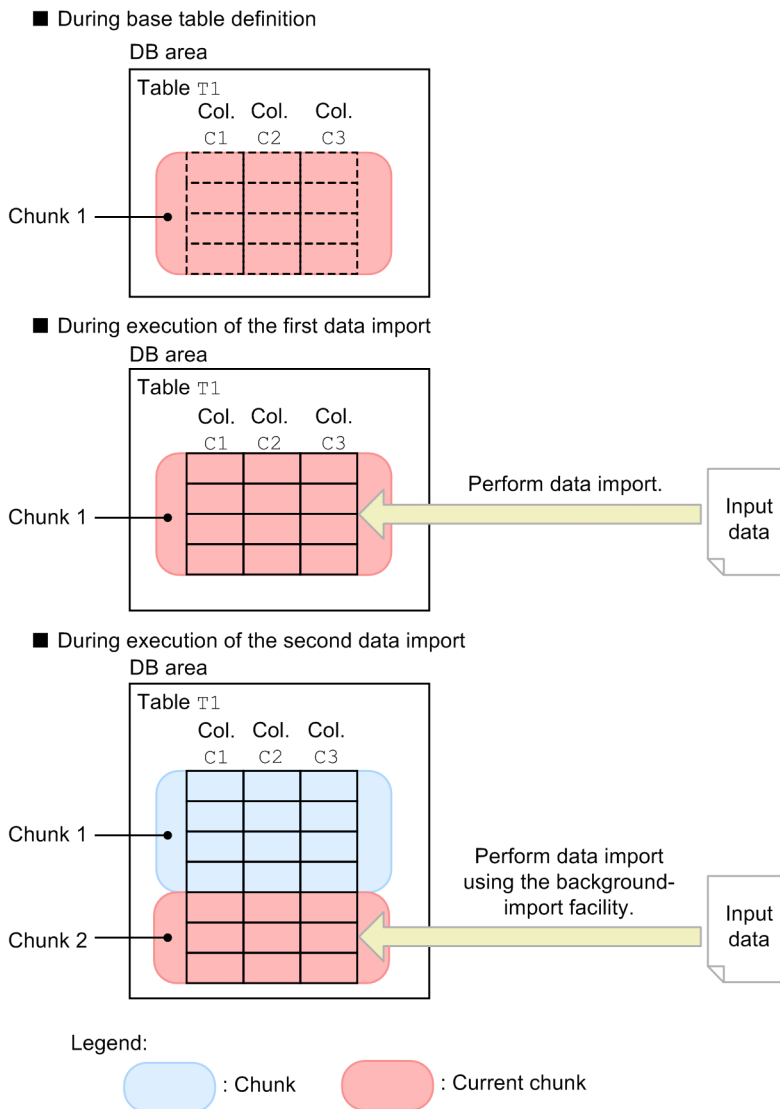 ■ During base table definition
DB area
Table T1
Col. Col. Col.
C1 C2 C3
Chunk 1
■ During execution of the first data import
DB area
Table T1
Col. Col. Col.
C1 C2 C3
Perform data import.
Chunk 1
Input
data
■ During execution of the second data import
DB area
Table T1
Col. Col. Col.
C1 C2 C3
Chunk 1
Perform data import
using the background-
import facility.
Chunk 2
Input
data
Legend:
: Chunk
: Current chunk